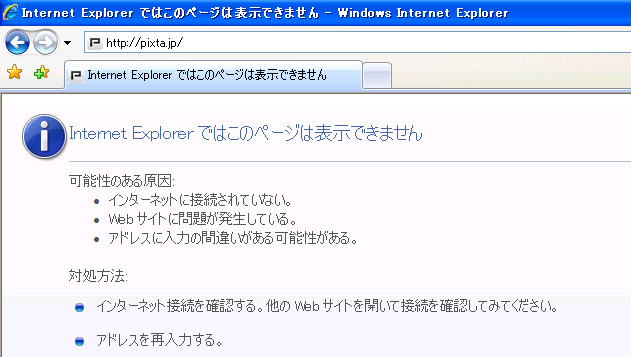 Internet Explorer ではこのページは表示できません - Windows Internet Explorer
http://pixta.jp/
Internet Explorer ではこのページは表示できません
Internet Explorer ではこのページは表示できません
可能性のある原因:
• インターネットに接続されていない。
• Web サイトに問題が発生している。
• アドレスに入力の間違いがある可能性がある。
対処方法:
インターネット接続を確認する。他の Web サイトを開いて接続を確認してみてください。
アドレスを再入力する。